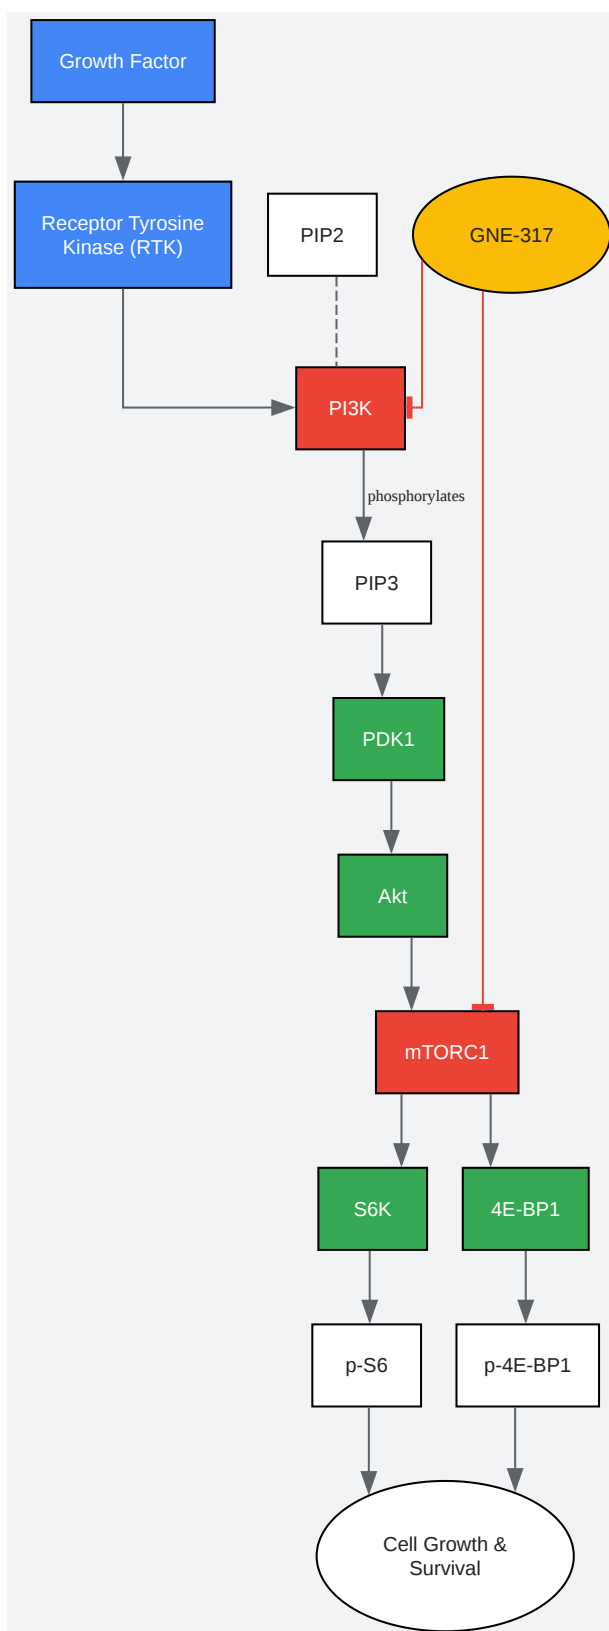 Growth Factor
Receptor Tyrosine
Kinase (RTK)
PIP2
GNE-317
PI3K
phosphorylates
PIP3
PDK1
Akt
mTORC1
S6K
4E-BP1
p-S6
p-4E-BP1
Cell Growth &
Survival